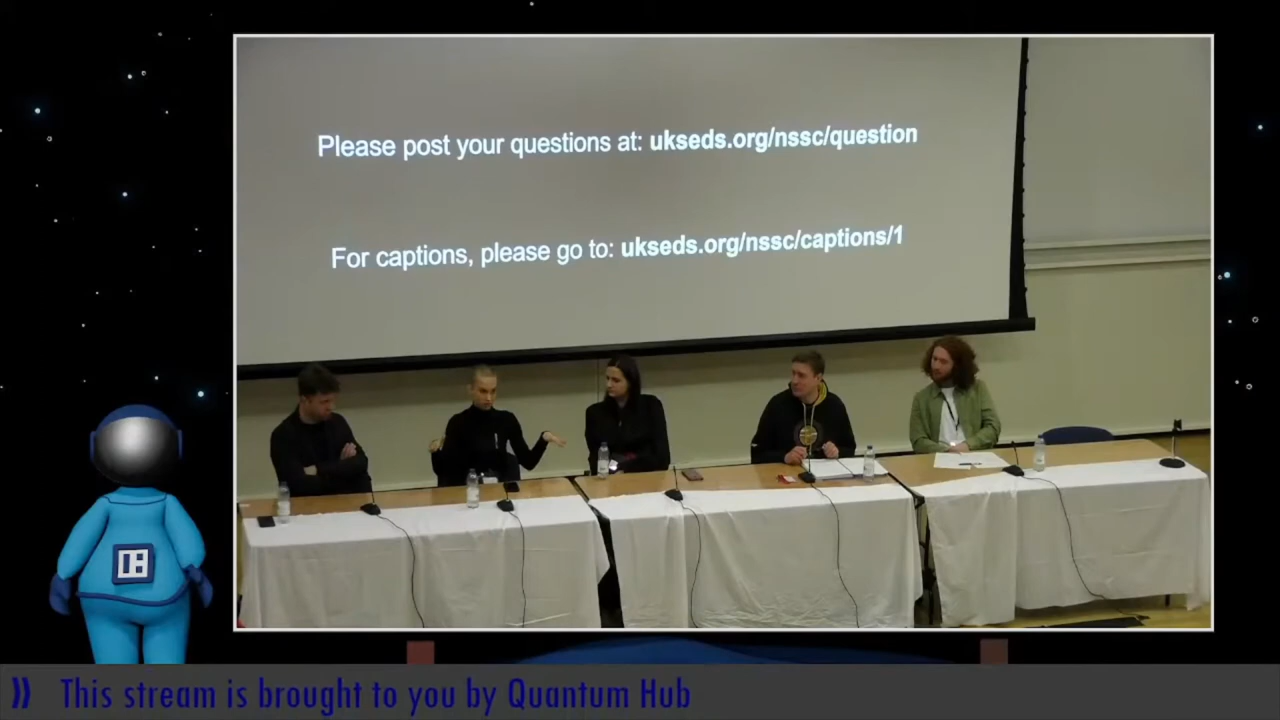 Please post your questions at: ukseds.org/nssc/question
For captions, please go to: ukseds.org/nssc/captions/1
This stream is brought to you by Quantum Hub